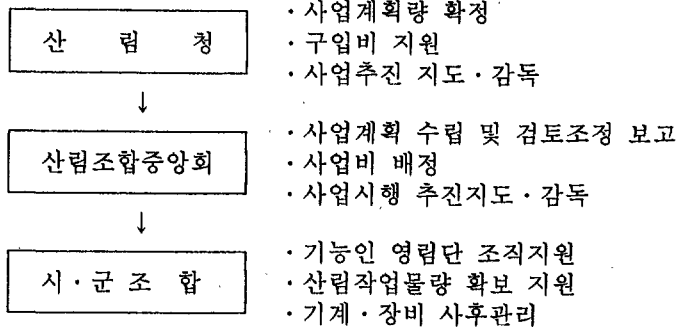 · 사업계획량 확정
산 림 청
· 구입비 지원
· 사업추진 지도 · 감독
↓
· 사업계획 수립 및 검토조정 보고
산림조합중앙회
· 사업비 배정
· 사업시행 추진지도 · 감독
↓
· 기능인 영림단 조직지원
시 · 군 조 합
· 산림작업물량 확보 지원
· 기계 · 장비 사후관리